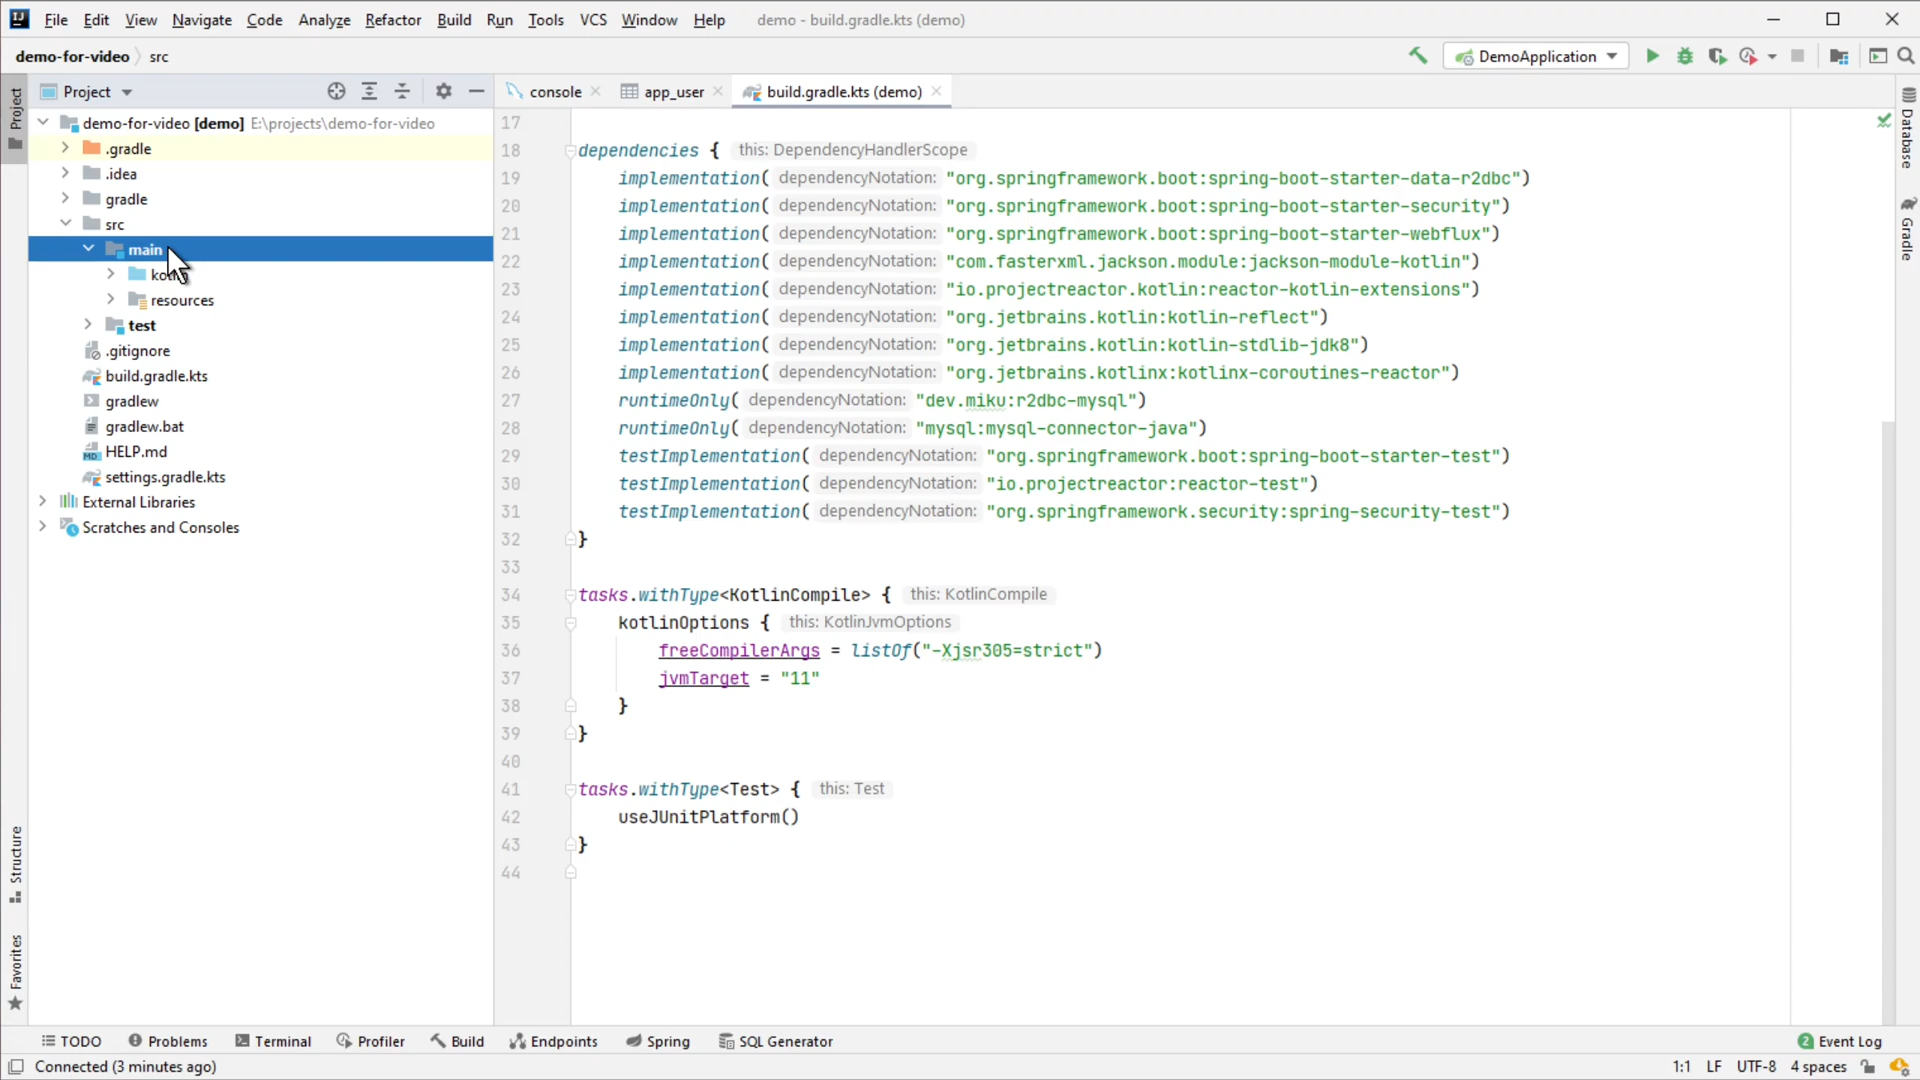 File Edit View Navigate Code Analyze Refactor Build Run Tools VCS Window Help demo - build.gradle.kts (demo)
demo-for-video src
DemoApplication
Project
console app_user build.gradle.kts (demo)
Project
Structure
Favorites
demo-for-video [demo] E:\projects\demo-for-video
.gradle
.idea
gradle
src
main
resources
test
.gitignore
build.gradle.kts
gradlew
gradlew.bat
HELP.md
settings.gradle.kts
External Libraries
Scratches and Consoles
17
18 dependencies { this: DependencyHandlerScope
19 implementation( dependencyNotation: "org.springframework.boot:spring-boot-starter-data-r2dbc")
20 implementation( dependencyNotation: "org.springframework.boot:spring-boot-starter-security")
21 implementation( dependencyNotation: "org.springframework.boot:spring-boot-starter-webflux")
22 implementation( dependencyNotation: "com.fasterxml.jackson.module:jackson-module-kotlin")
23 implementation( dependencyNotation: "io.projectreactor.kotlin:reactor-kotlin-extensions")
24 implementation( dependencyNotation: "org.jetbrains.kotlin:kotlin-reflect")
25 implementation( dependencyNotation: "org.jetbrains.kotlin:kotlin-stdlib-jdk8")
26 implementation( dependencyNotation: "org.jetbrains.kotlinx:kotlinx-coroutines-reactor")
27 runtimeOnly( dependencyNotation: "dev.miku:r2dbc-mysql")
28 runtimeOnly( dependencyNotation: "mysql:mysql-connector-java")
29 testImplementation( dependencyNotation: "org.springframework.boot:spring-boot-starter-test")
30 testImplementation( dependencyNotation: "io.projectreactor:reactor-test")
31 testImplementation( dependencyNotation: "org.springframework.security:spring-security-test")
32 }
33
34 tasks.withType<KotlinCompile> { this: KotlinCompile
35 kotlinOptions { this: KotlinJvmOptions
36 freeCompilerArgs = listOf("-Xjsr305=strict")
37 jvmTarget = "11"
38 }
39 }
40
41 tasks.withType<Test> { this: Test
42 useJUnitPlatform()
43 }
44
Database
Gradle
TODO Problems Terminal Profiler Build Endpoints Spring SQL Generator 2 Event Log
Connected (3 minutes ago) 1:1 LF UTF-8 4 spaces